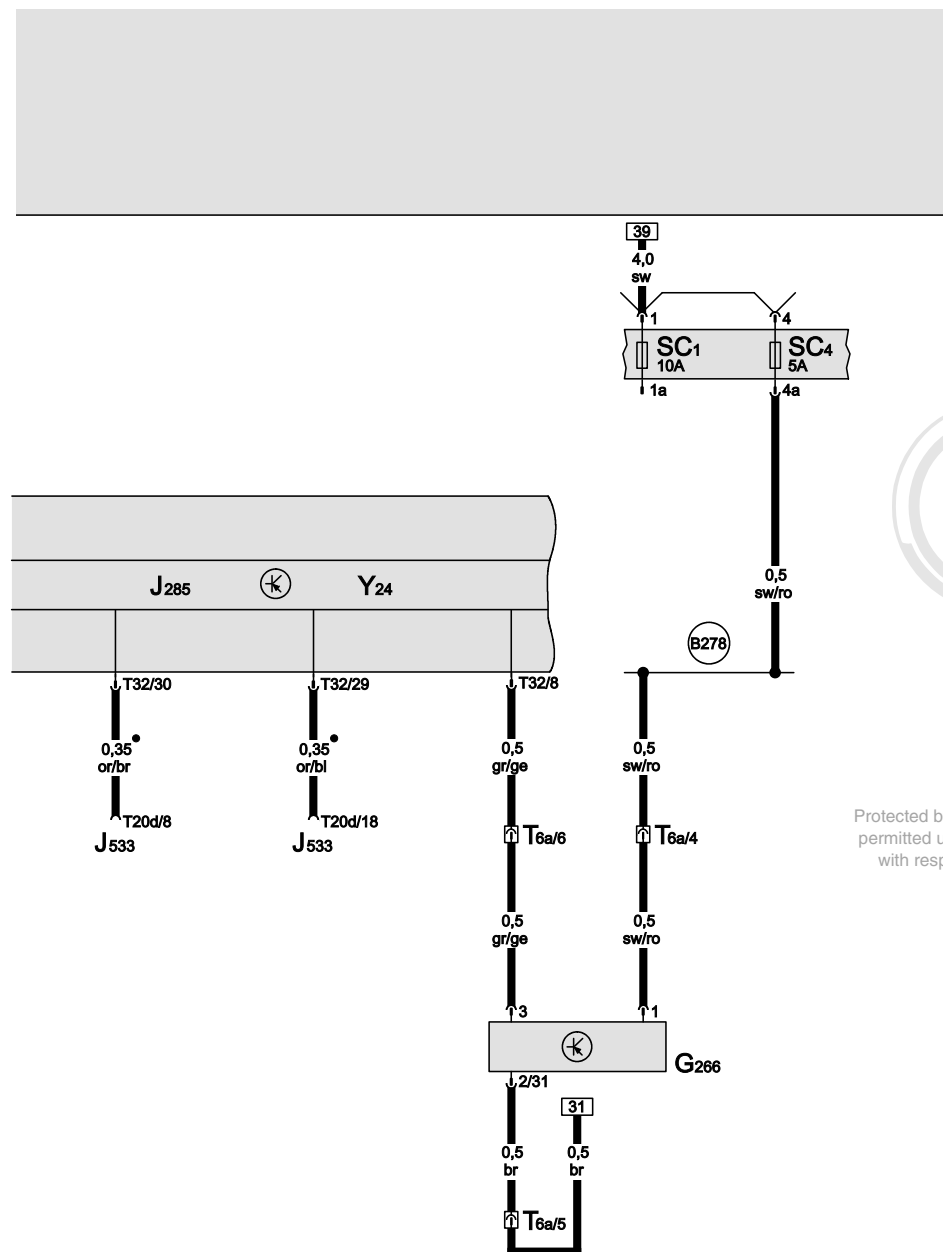 39
4,0
sw
1 4
SC1 SC4
10A 5A
1a 4a
0,5
sw/ro
J285 Y24
B278
T32/30 T32/29 T32/8
0,35 0,35 0,5 0,5
or/br or/bl gr/ge sw/ro
T20d/8 T20d/18
J533 J533
T6a/6 T6a/4
Protected b
permitted u
with resp
0,5 0,5
gr/ge sw/ro
3 1
G266
2/31
31
0,5 0,5
br br
T6a/5